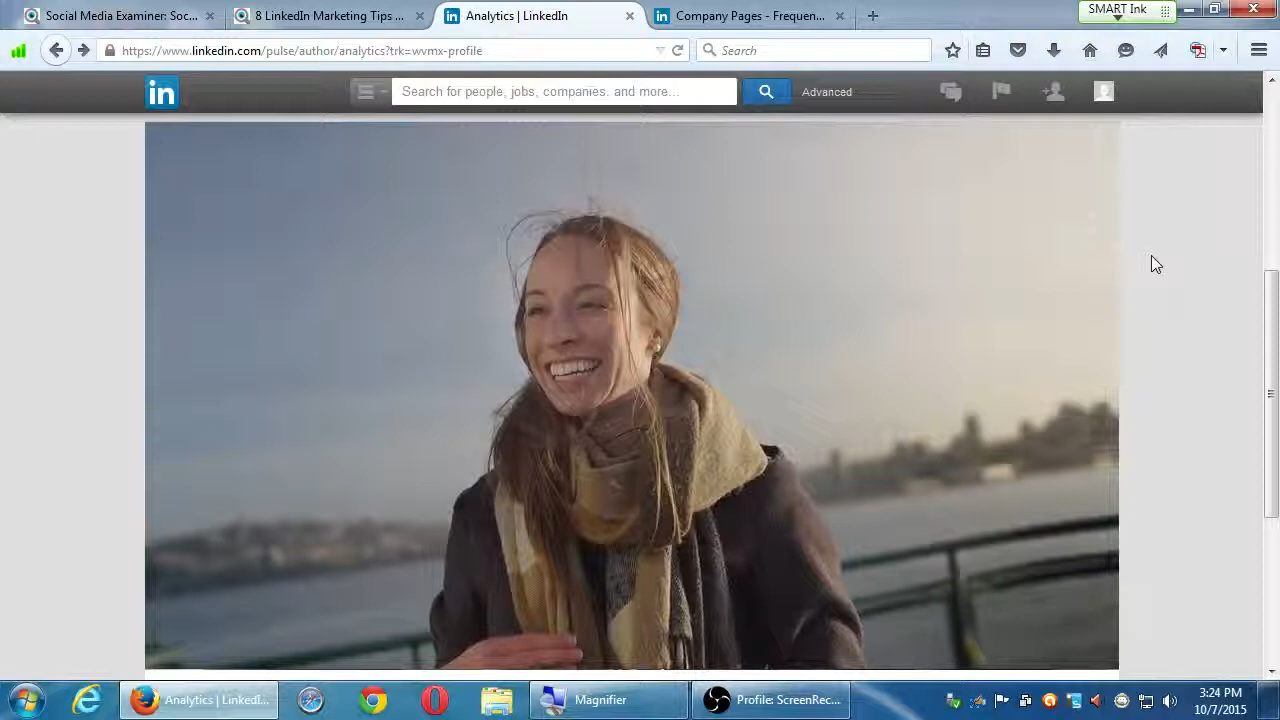 Social Media Examiner: Soci...
8 LinkedIn Marketing Tips ...
Analytics | LinkedIn
Company Pages - Frequen...
SMART Ink
https://www.linkedin.com/pulse/author/analytics?trk=wvmx-profile
Search
in
Search for people, jobs, companies, and more...
Advanced
Analytics | LinkedI...
Magnifier
Profile: ScreenRec...
3:24 PM
10/7/2015